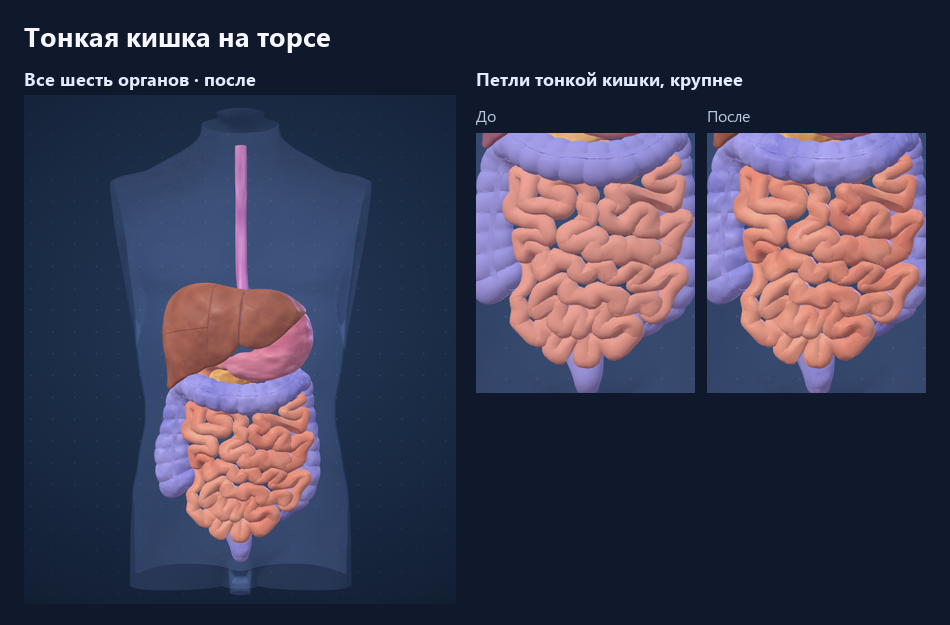 Тонкая кишка на торсе
Все шесть органов · после
Петли тонкой кишки, крупнее
До
После